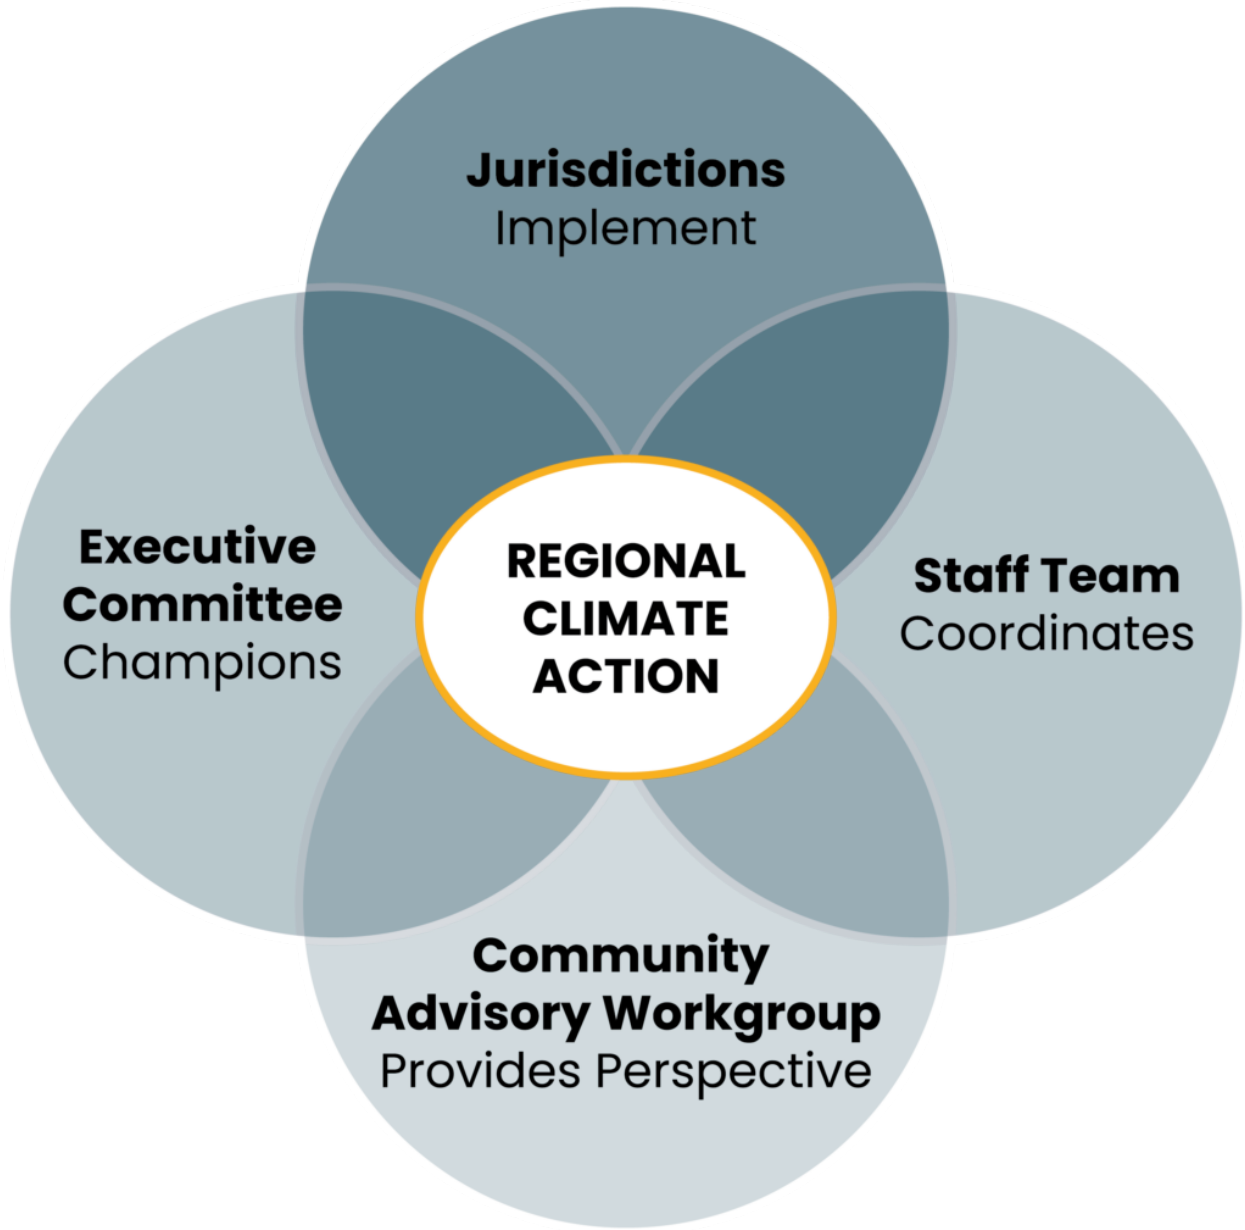 Jurisdictions
Implement
Executive
Committee
Champions
REGIONAL
CLIMATE
ACTION
Staff Team
Coordinates
Community
Advisory Workgroup
Provides Perspective